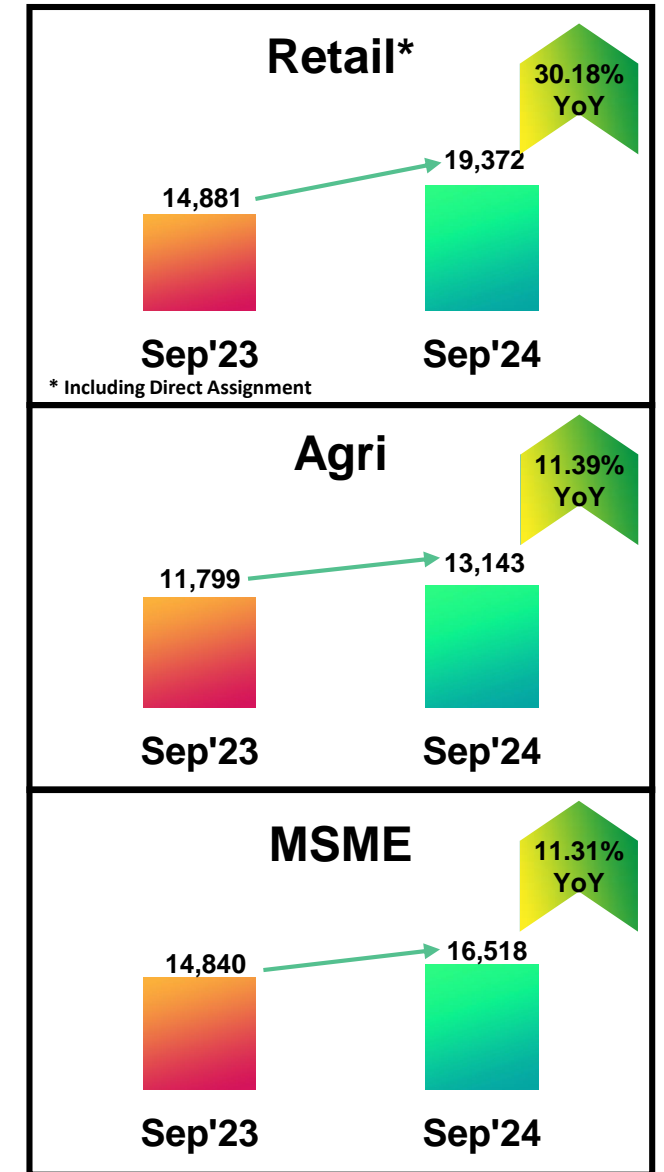 Retail*
30.18%
YoY
14,881
19,372
Sep'23
Sep'24
* Including Direct Assignment
Agri
11.39%
YoY
11,799
13,143
Sep'23
Sep'24
MSME
11.31%
YoY
14,840
16,518
Sep'23
Sep'24